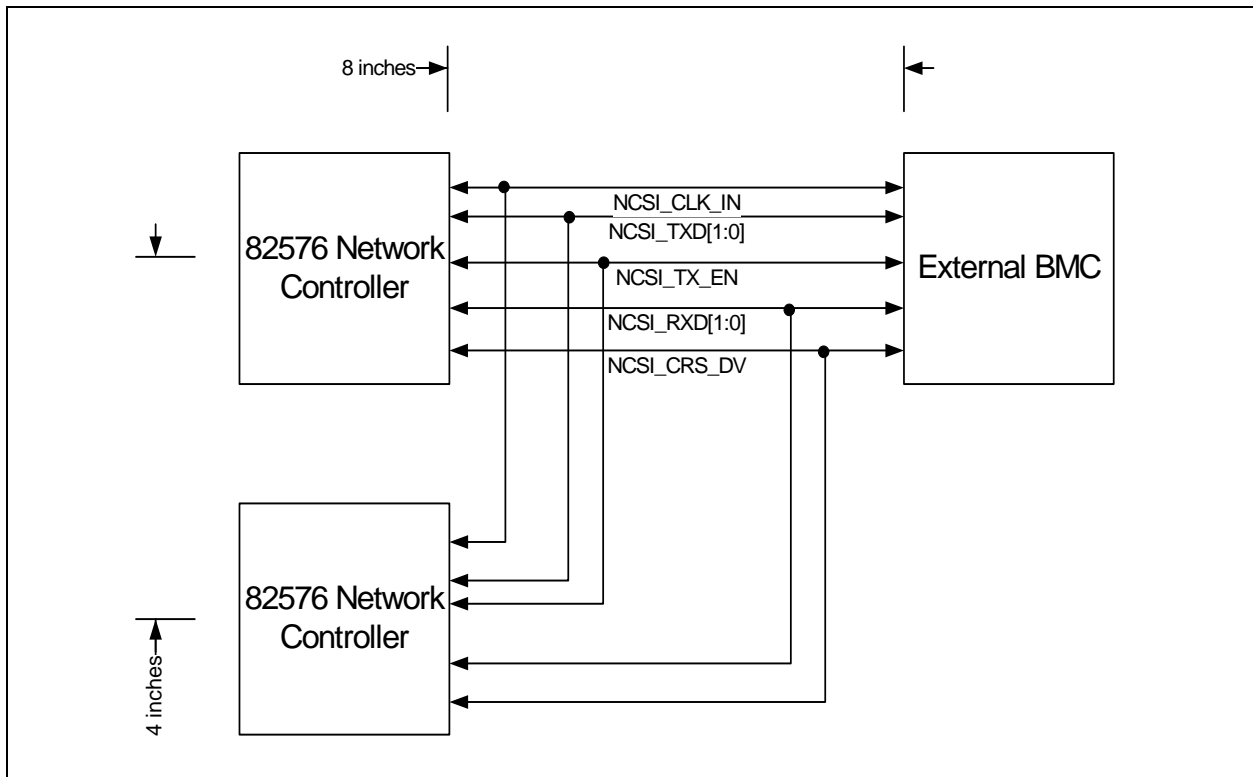 8 inches
82576 Network
Controller
NCSI_CLK_IN
NCSI_TXD[1:0]
NCSI_TX_EN
NCSI_RXD[1:0]
NCSI_CRS_DV
External BMC
82576 Network
Controller
4 inches